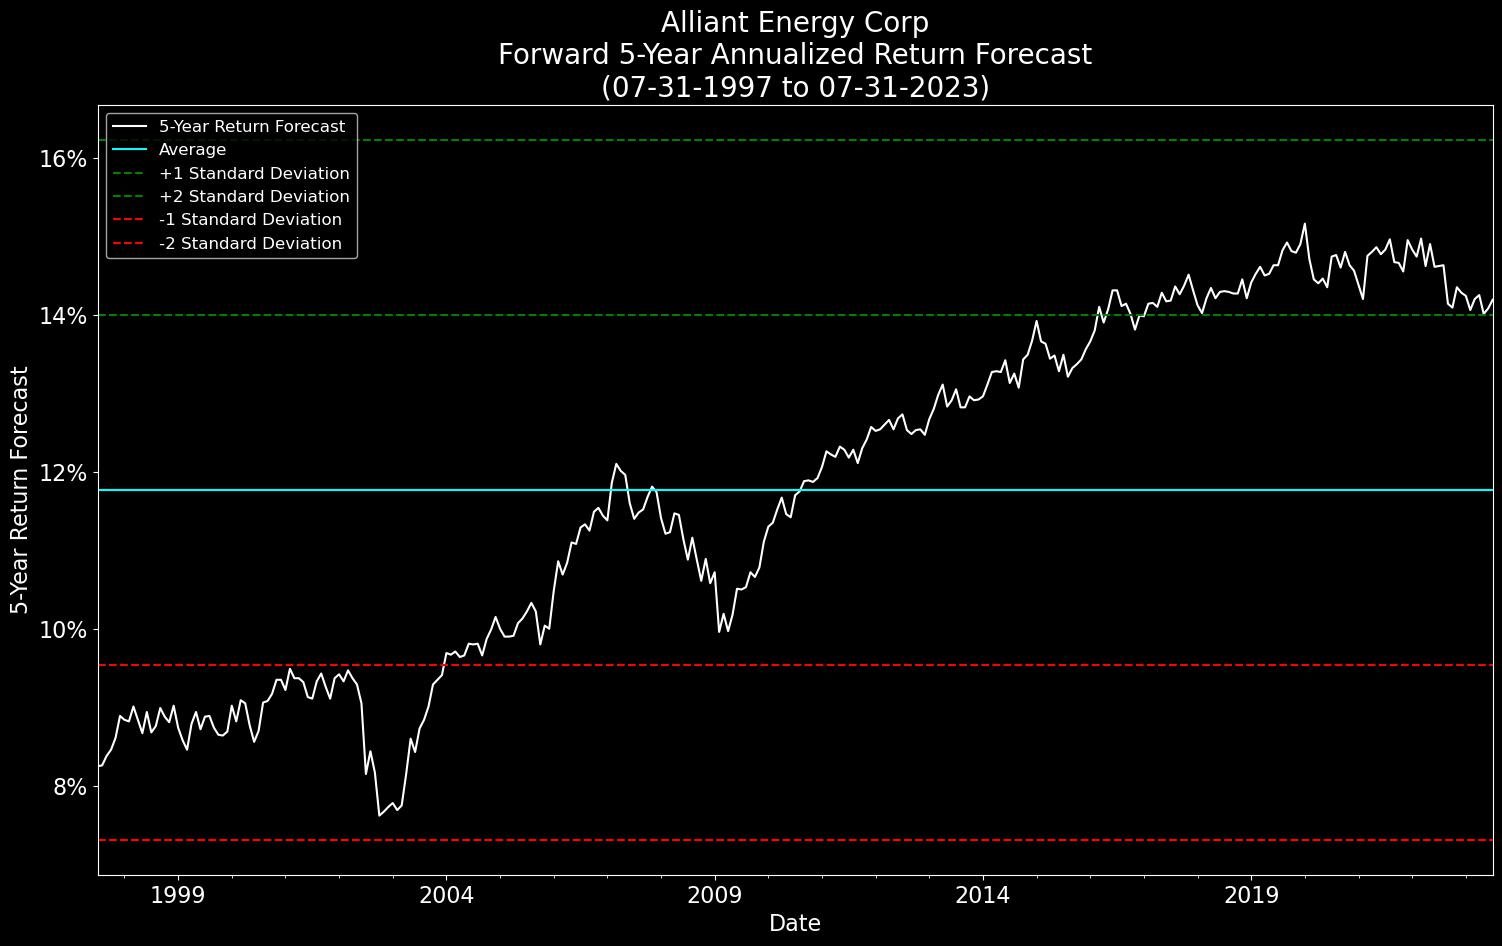 Alliant Energy Corp
Forward 5-Year Annualized Return Forecast
(07-31-1997 to 07-31-2023)
5-Year Return Forecast
Average
+1 Standard Deviation
+2 Standard Deviation
-1 Standard Deviation
-2 Standard Deviation
16%
14%
12%
10%
8%
5-Year Return Forecast
1999 2004 2009 2014 2019
Date